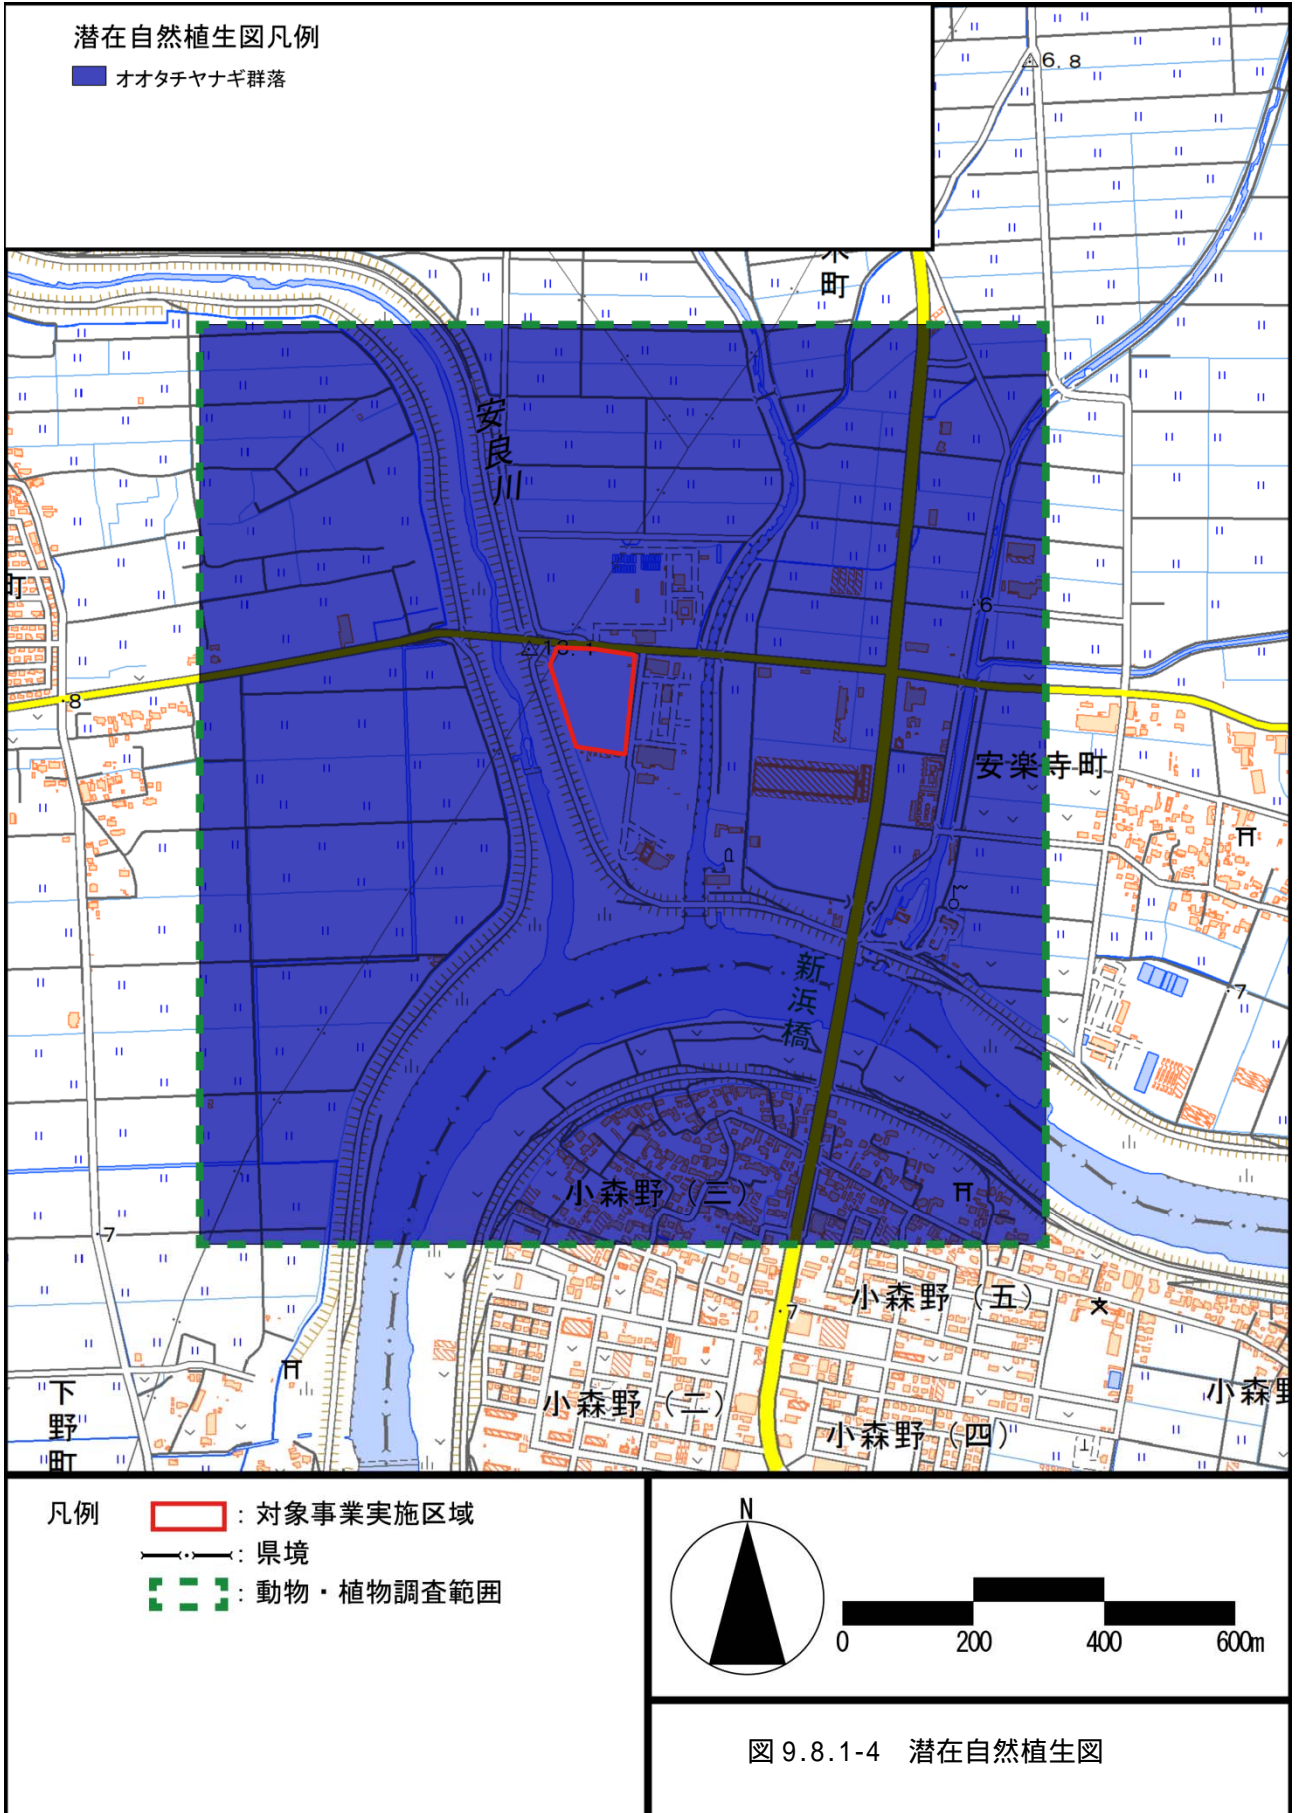 潜在自然植生図凡例
オオタチヤナギ群落
6.8
町
安良川
町
13.1
6
8
安楽寺町
新浜橋
7
小森野(三)
7
小森野(五)
7
小森野(二)
小森野(四)
小森野
下野町
凡例
:対象事業実施区域
:県境
:動物・植物調査範囲
N
0 200 400 600m
図9.8.1-4 潜在自然植生図